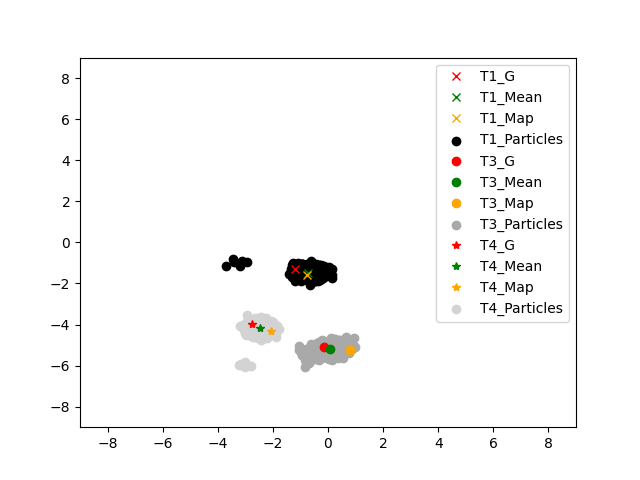 8
6
4
2
0
−2
−4
−6
−8
−8 −6 −4 −2 0 2 4 6 8
T1_G
T1_Mean
T1_Map
T1_Particles
T3_G
T3_Mean
T3_Map
T3_Particles
T4_G
T4_Mean
T4_Map
T4_Particles